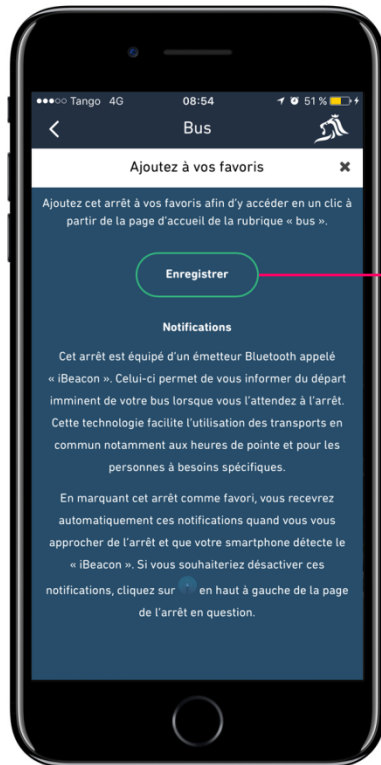 Tango 4G 08:54 51 %
Bus
Ajoutez à vos favoris ✖
Ajoutez cet arrêt à vos favoris afin d'y accéder en un clic à
partir de la page d'accueil de la rubrique « bus ».
Enregistrer
Notifications
Cet arrêt est équipé d'un émetteur Bluetooth appelé
« iBeacon ». Celui-ci permet de vous informer du départ
imminent de votre bus lorsque vous l'attendez à l'arrêt.
Cette technologie facilite l'utilisation des transports en
commun notamment aux heures de pointe et pour les
personnes à besoins spécifiques.
En marquant cet arrêt comme favori, vous recevrez
automatiquement ces notifications quand vous vous
approcher de l'arrêt et que votre smartphone détecte le
« iBeacon ». Si vous souhaiteriez désactiver ces
notifications, cliquez sur en haut à gauche de la page
de l'arrêt en question.